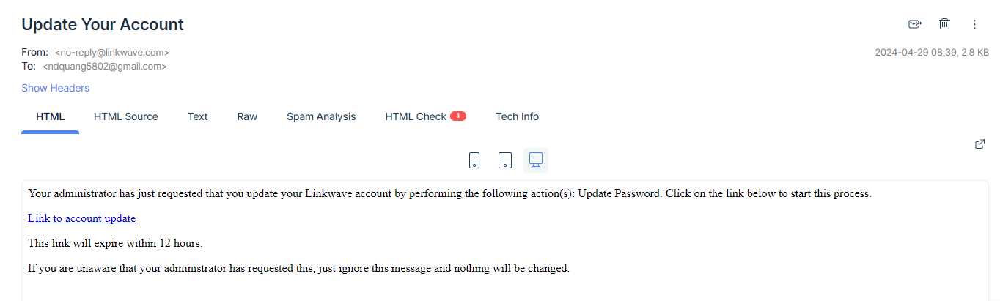 Update Your Account
From: <no-reply@linkwave.com>
2024-04-29 08:39, 2.8 KB
To: <ndquang5802@gmail.com>
Show Headers
HTML HTML Source Text Raw Spam Analysis HTML Check 1 Tech Info
Your administrator has just requested that you update your Linkwave account by performing the following action(s): Update Password. Click on the link below to start this process.
Link to account update
This link will expire within 12 hours.
If you are unaware that your administrator has requested this, just ignore this message and nothing will be changed.